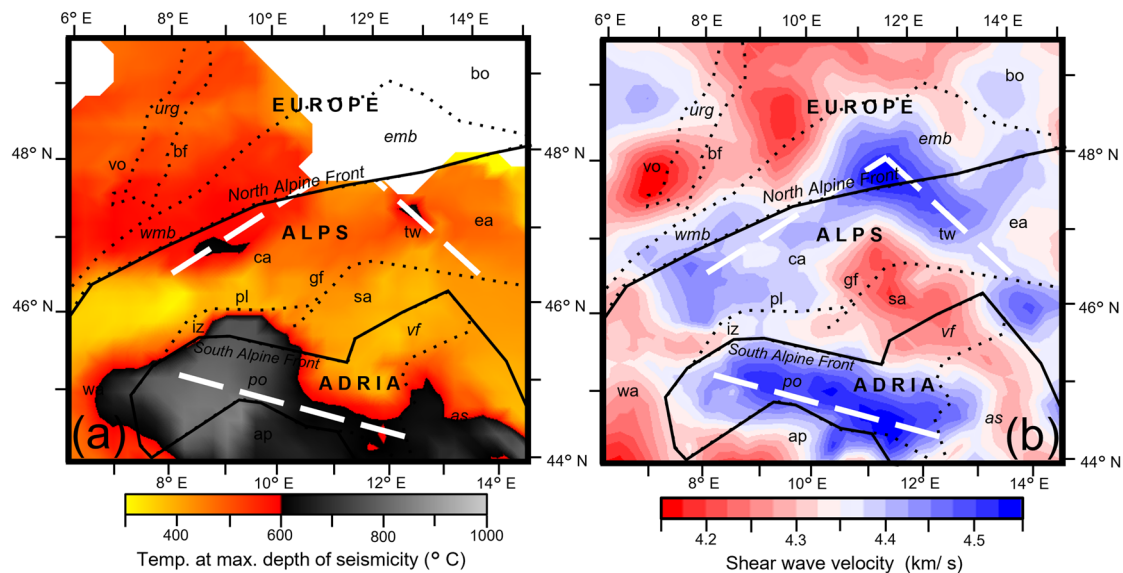 6° E 8° E 10° E 12° E 14° E
6° E 8° E 10° E 12° E 14° E
bo
bo
urg
EUROPE
urg
EUROPE
emb
emb
48° N
vo
bf
48° N
vo
bf
North Alpine Front
North Alpine Front
wmb
ALPS
tw
ea
wmb
ALPS
tw
ea
ca
ca
gf
gf
46° N
pl
sa
46° N
pl
sa
iz
vf
iz
vf
South Alpine Front
South Alpine Front
wa
po
ADRIA
wa
po
ADRIA
as
as
(a)
ap
ap
(b)
44° N
44° N
8° E 10° E 12° E 14° E
8° E 10° E 12° E 14° E
400 600 800 1000
4.2 4.3 4.4 4.5
Temp. at max. depth of seismicity (° C)
Shear wave velocity (km/ s)